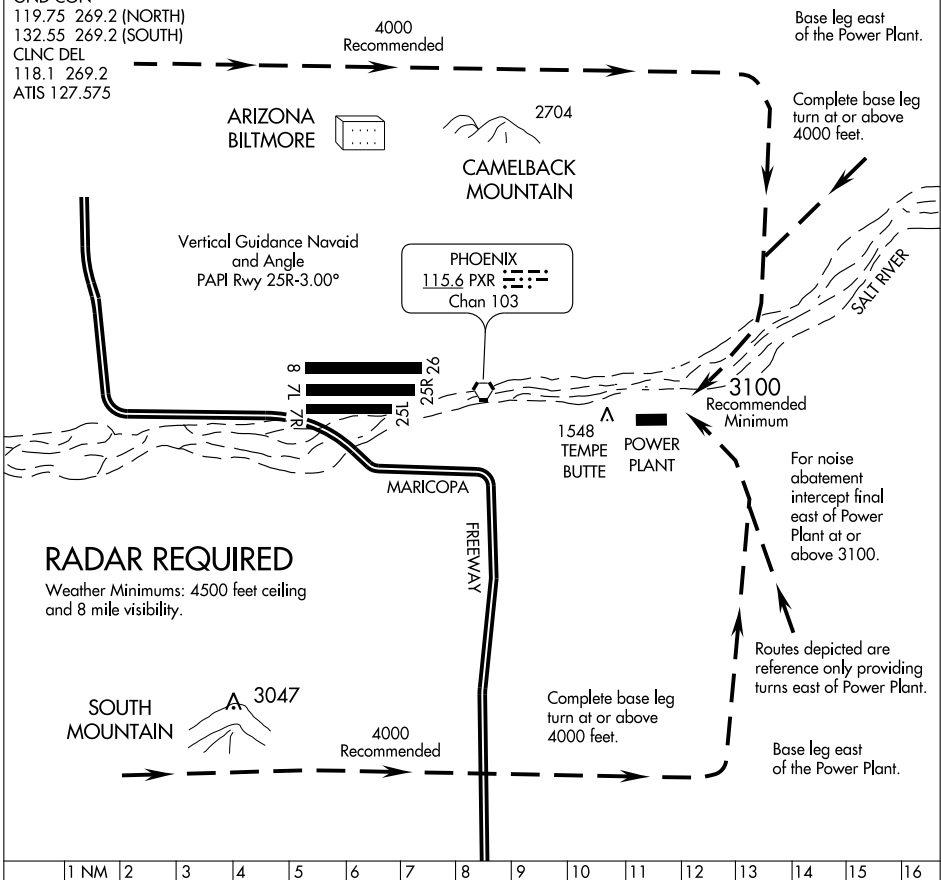 119.75 269.2 (NORTH)
132.55 269.2 (SOUTH)
CLNC DEL
118.1 269.2
ATIS 127.575
4000
Recommended
Base leg east
of the Power Plant.
Complete base leg
turn at or above
4000 feet.
ARIZONA
BILTMORE
2704
CAMELBACK
MOUNTAIN
Vertical Guidance Navaid
and Angle
PAPI Rwy 25R-3.00°
PHOENIX
115.6 PXR
Chan 103
SALT RIVER
8
26
7L
25R
7R
25L
3100
Recommended
Minimum
1548
TEMPE
BUTTE
POWER
PLANT
MARICOPA
FREEWAY
For noise
abatement
intercept final
east of Power
Plant at or
above 3100.
RADAR REQUIRED
Weather Minimums: 4500 feet ceiling
and 8 mile visibility.
Routes depicted are
reference only providing
turns east of Power Plant.
SOUTH
MOUNTAIN
3047
4000
Recommended
Complete base leg
turn at or above
4000 feet.
Base leg east
of the Power Plant.
1 NM 2 3 4 5 6 7 8 9 10 11 12 13 14 15 16